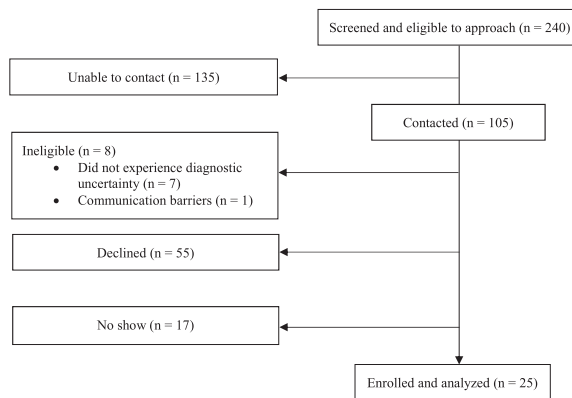 Screened and eligible to approach (n = 240)
Unable to contact (n = 135)
Contacted (n = 105)
Ineligible (n = 8)
• Did not experience diagnostic
uncertainty (n = 7)
• Communication barriers (n = 1)
Declined (n = 55)
No show (n = 17)
Enrolled and analyzed (n = 25)